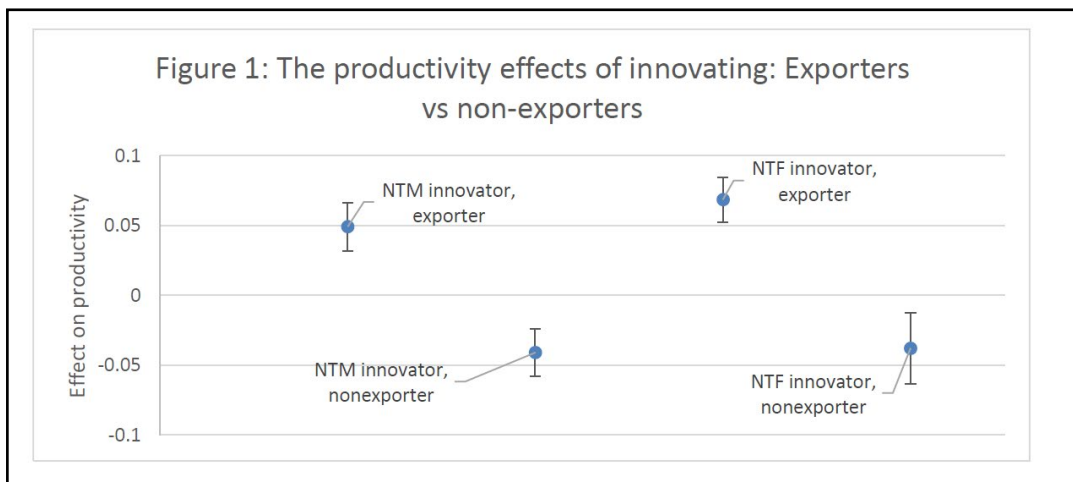 Figure 1: The productivity effects of innovating: Exporters
vs non-exporters
Effect on productivity
0.1
0.05
0
-0.05
-0.1
NTM innovator,
exporter
NTF innovator,
exporter
NTM innovator,
nonexporter
NTF innovator,
nonexporter